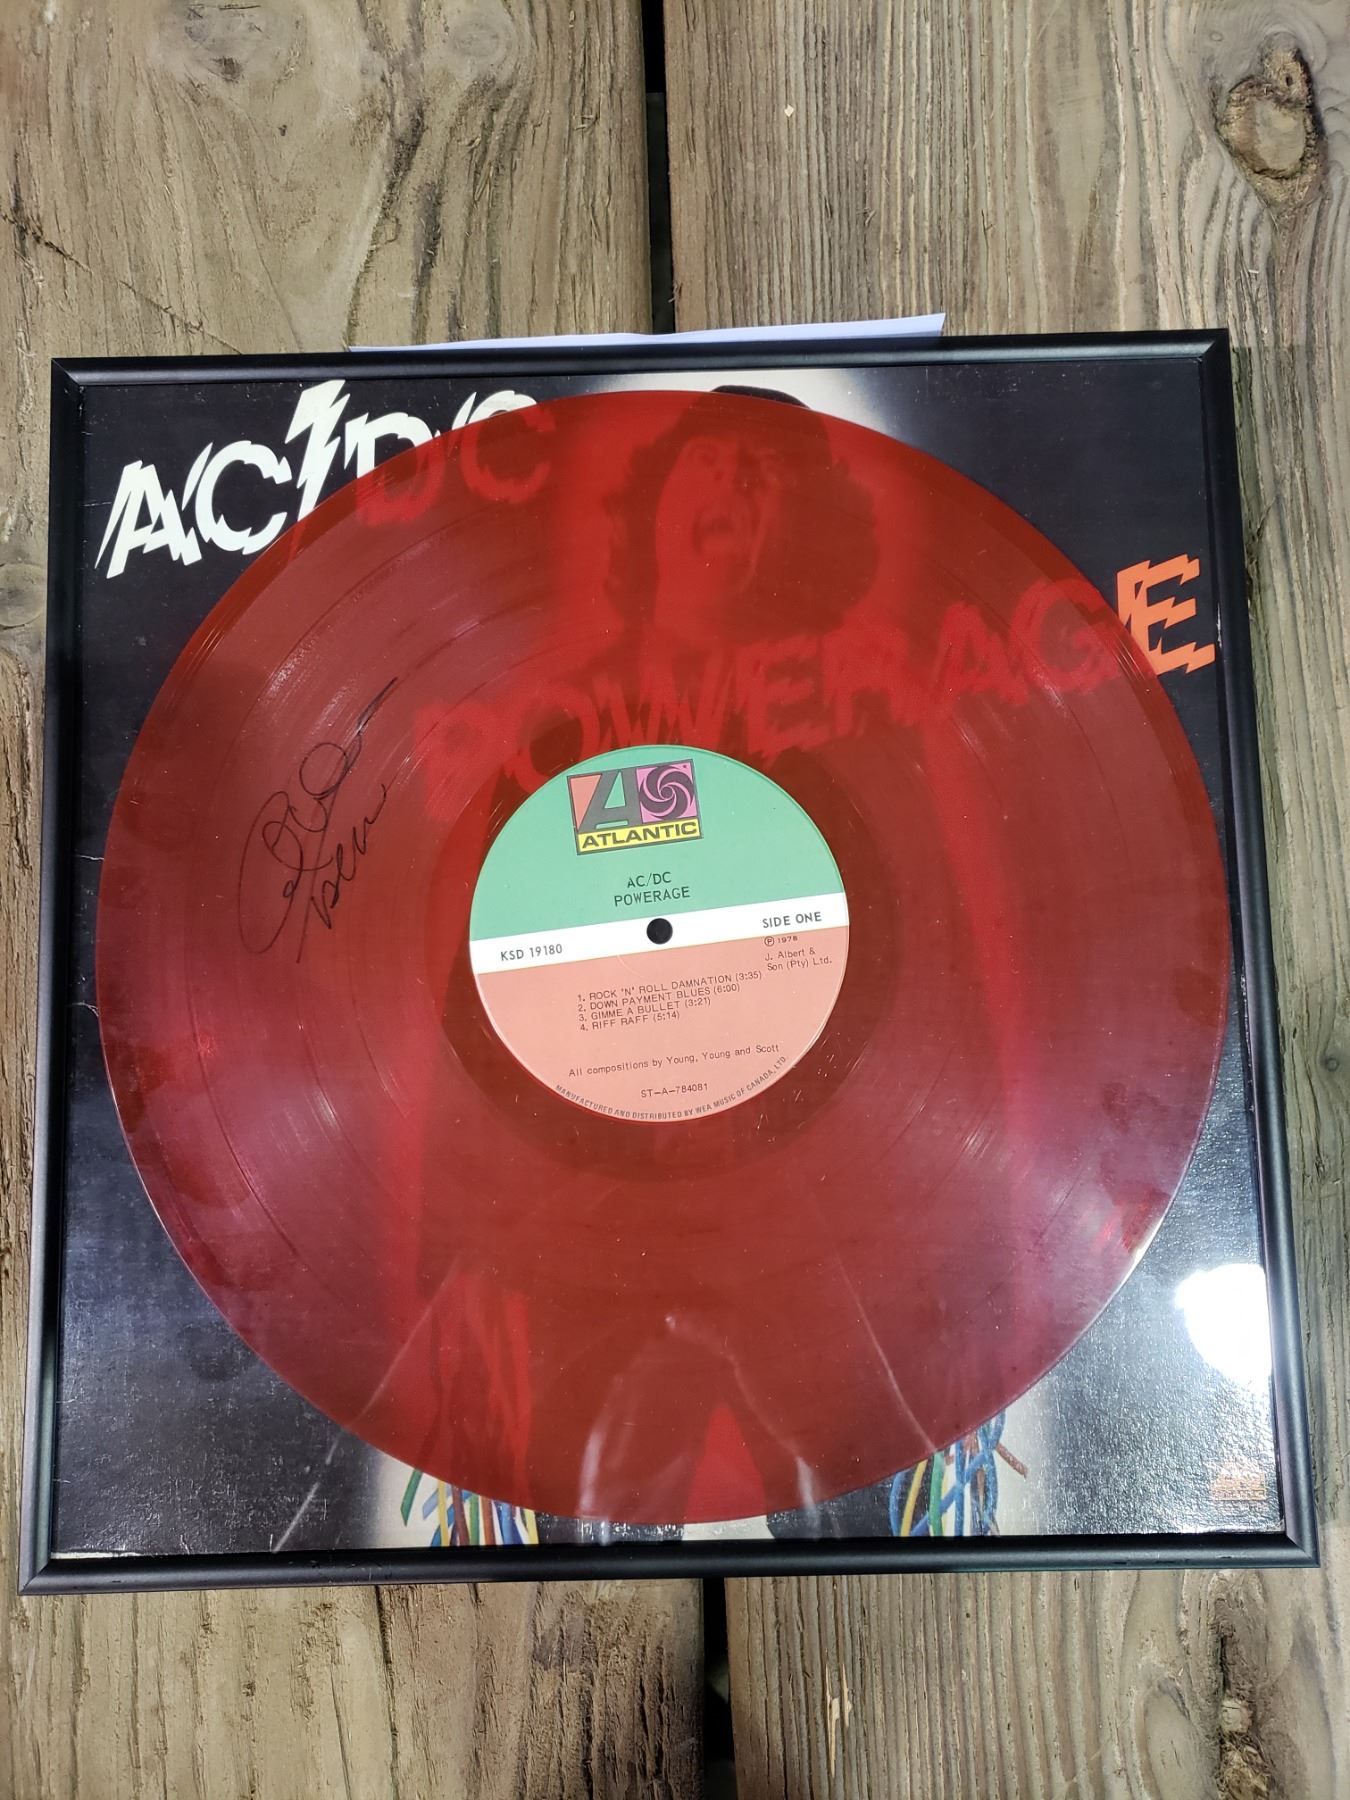 AC/DC
POWERAGE
ATLANTIC
AC/DC
POWERAGE
SIDE ONE
KSD 19180
℗ 1978
J. Albert &
Son (Pty) Ltd.
1. ROCK 'N' ROLL DAMNATION (3:35)
2. DOWN PAYMENT BLUES (6:00)
3. GIMME A BULLET (3:21)
4. RIFF RAFF (5:14)
All compositions by Young, Young and Scott
ST-A-784081
MANUFACTURED AND DISTRIBUTED BY WEA MUSIC OF CANADA, LTD.